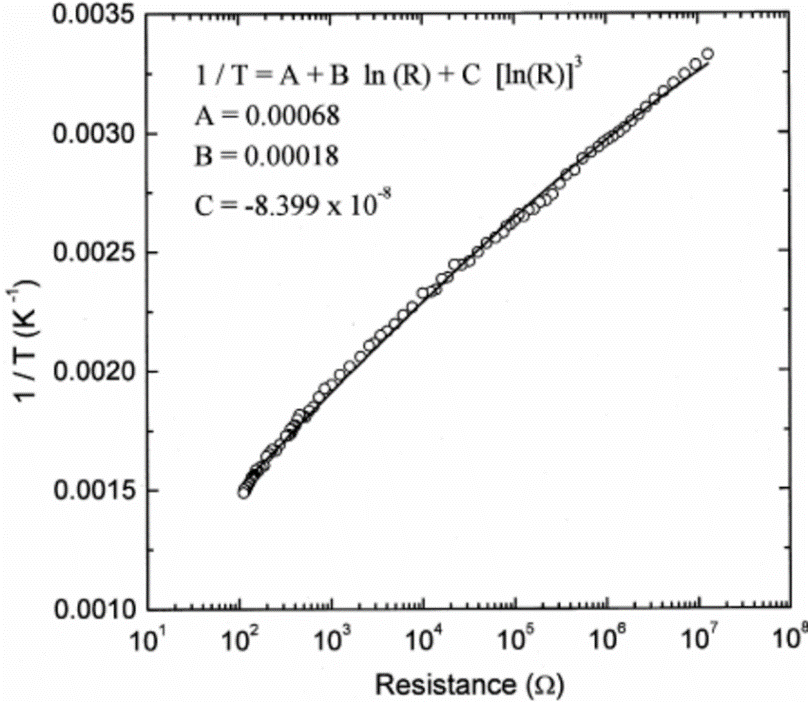 0.0035
1 / T = A + B ln (R) + C [ln(R)]³
A = 0.00068
0.0030
B = 0.00018
C = -8.399 x 10⁻⁸
0.0025
1 / T (K⁻¹)
0.0020
0.0015
0.0010
10¹ 10² 10³ 10⁴ 10⁵ 10⁶ 10⁷ 10⁸
Resistance (Ω)